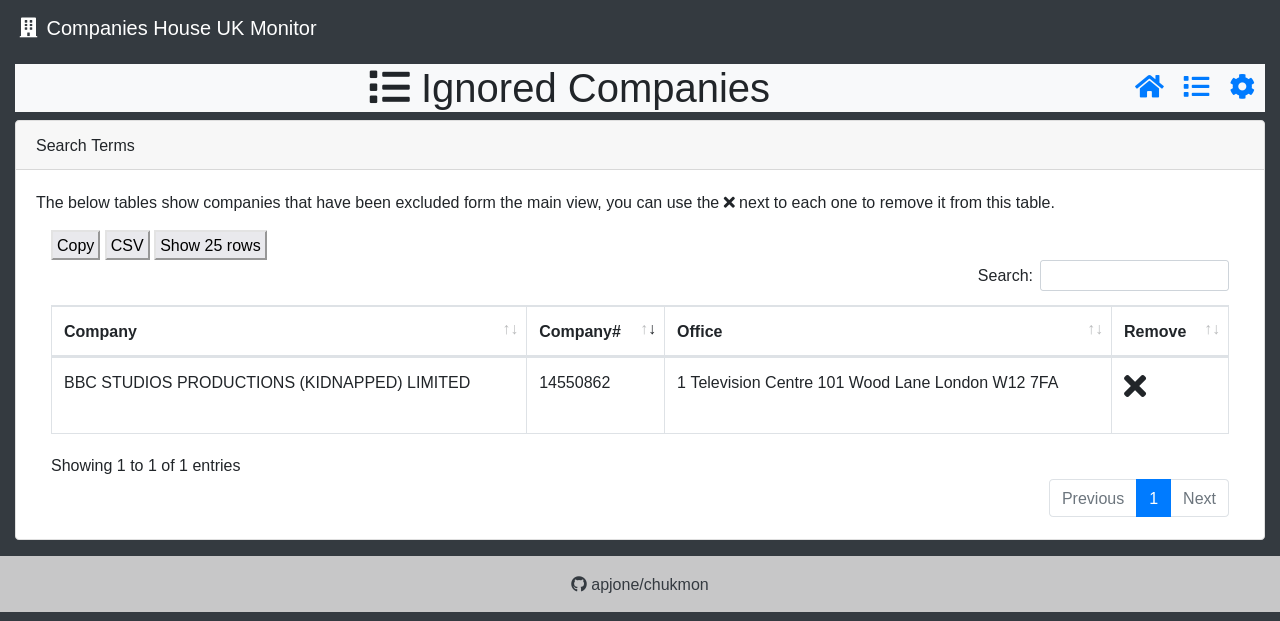 Companies House UK Monitor
Ignored Companies
Search Terms
The below tables show companies that have been excluded form the main view, you can use the next to each one to remove it from this table.
Copy CSV Show 25 rows
Search:
Company Company# Office Remove
BBC STUDIOS PRODUCTIONS (KIDNAPPED) LIMITED 14550862 1 Television Centre 101 Wood Lane London W12 7FA
Showing 1 to 1 of 1 entries
Previous 1 Next
apjone/chukmon